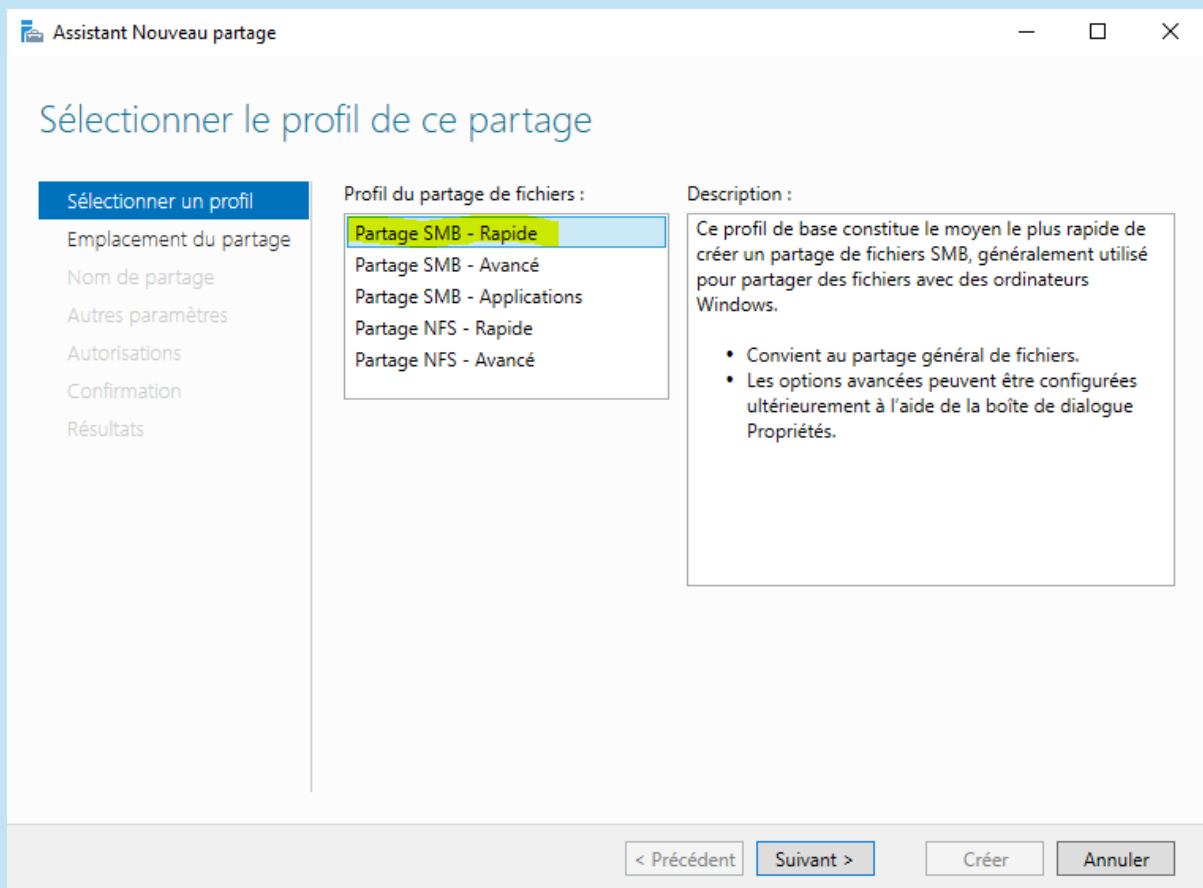 Assistant Nouveau partage
Sélectionner le profil de ce partage
Sélectionner un profil
Emplacement du partage
Nom de partage
Autres paramètres
Autorisations
Confirmation
Résultats
Profil du partage de fichiers :
Partage SMB - Rapide
Partage SMB - Avancé
Partage SMB - Applications
Partage NFS - Rapide
Partage NFS - Avancé
Description :
Ce profil de base constitue le moyen le plus rapide de
créer un partage de fichiers SMB, généralement utilisé
pour partager des fichiers avec des ordinateurs
Windows.
• Convient au partage général de fichiers.
• Les options avancées peuvent être configurées
ultérieurement à l'aide de la boîte de dialogue
Propriétés.
< Précédent
Suivant >
Créer
Annuler